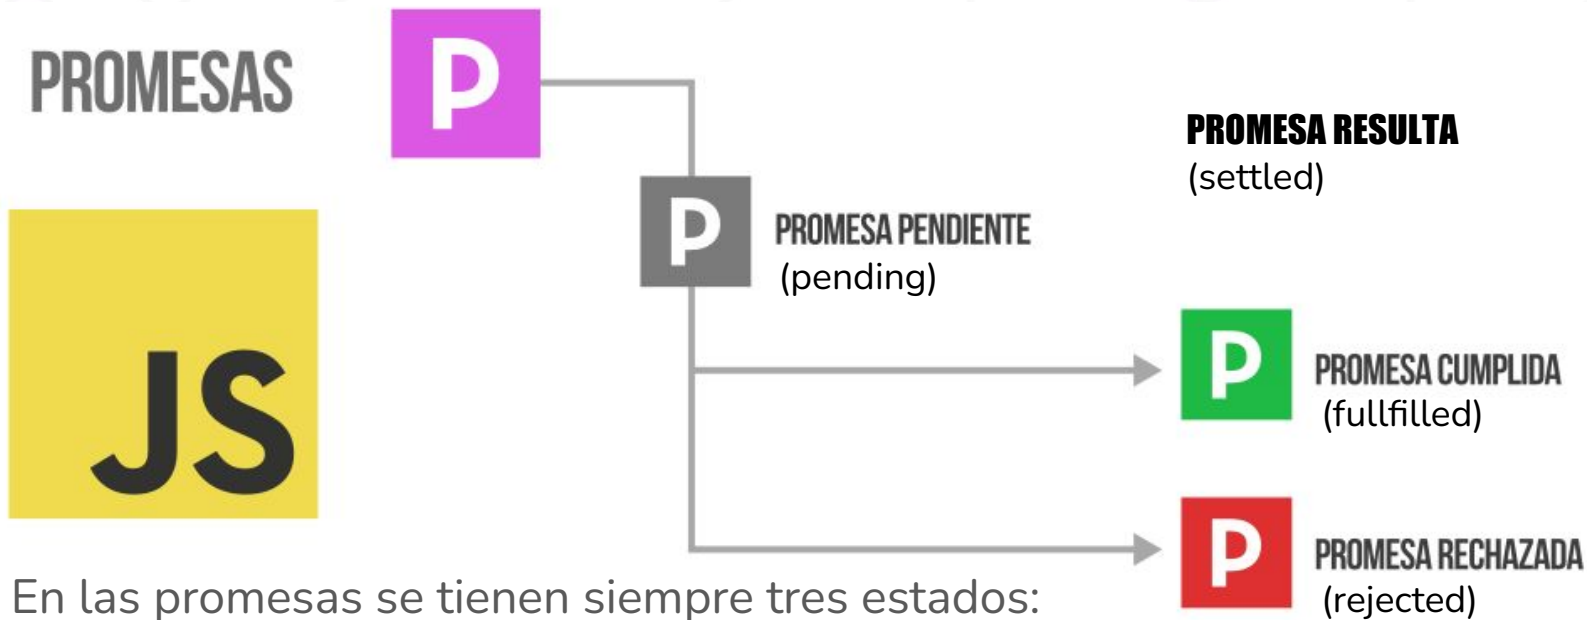 PROMESAS
P
PROMESA RESULTA
(settled)
P
PROMESA PENDIENTE
(pending)
JS
P
PROMESA CUMPLIDA
(fullfilled)
P
PROMESA RECHAZADA
(rejected)
En las promesas se tienen siempre tres estados: